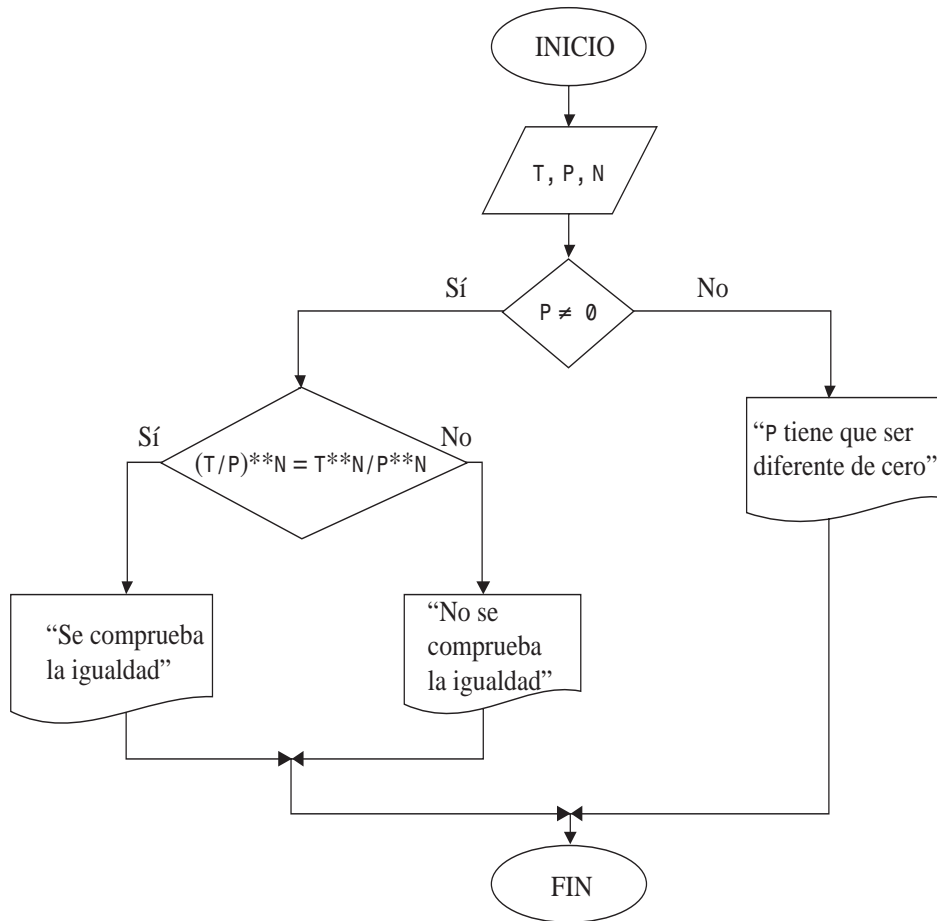 INICIO
T, P, N
Sí
No
P ≠ 0
Sí
No
(T/P)**N = T**N/P**N
“P tiene que ser
diferente de cero”
“Se comprueba
la igualdad”
“No se
comprueba
la igualdad”
FIN